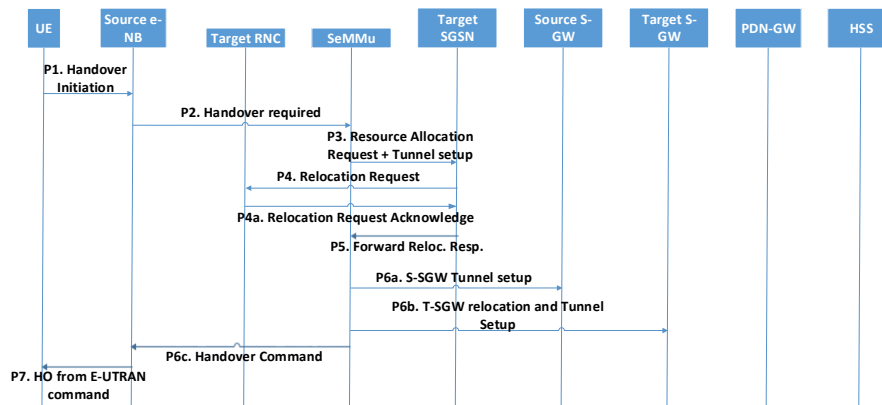 UE
Source e-
NB
Target RNC
SeMMu
Target
SGSN
Source S-
GW
Target S-
GW
PDN-GW
HSS
P1. Handover
Initiation
P2. Handover required
P3. Resource Allocation
Request + Tunnel setup
P4. Relocation Request
P4a. Relocation Request Acknowledge
P5. Forward Reloc. Resp.
P6a. S-SGW Tunnel setup
P6b. T-SGW relocation and Tunnel
Setup
P6c. Handover Command
P7. HO from E-UTRAN
command